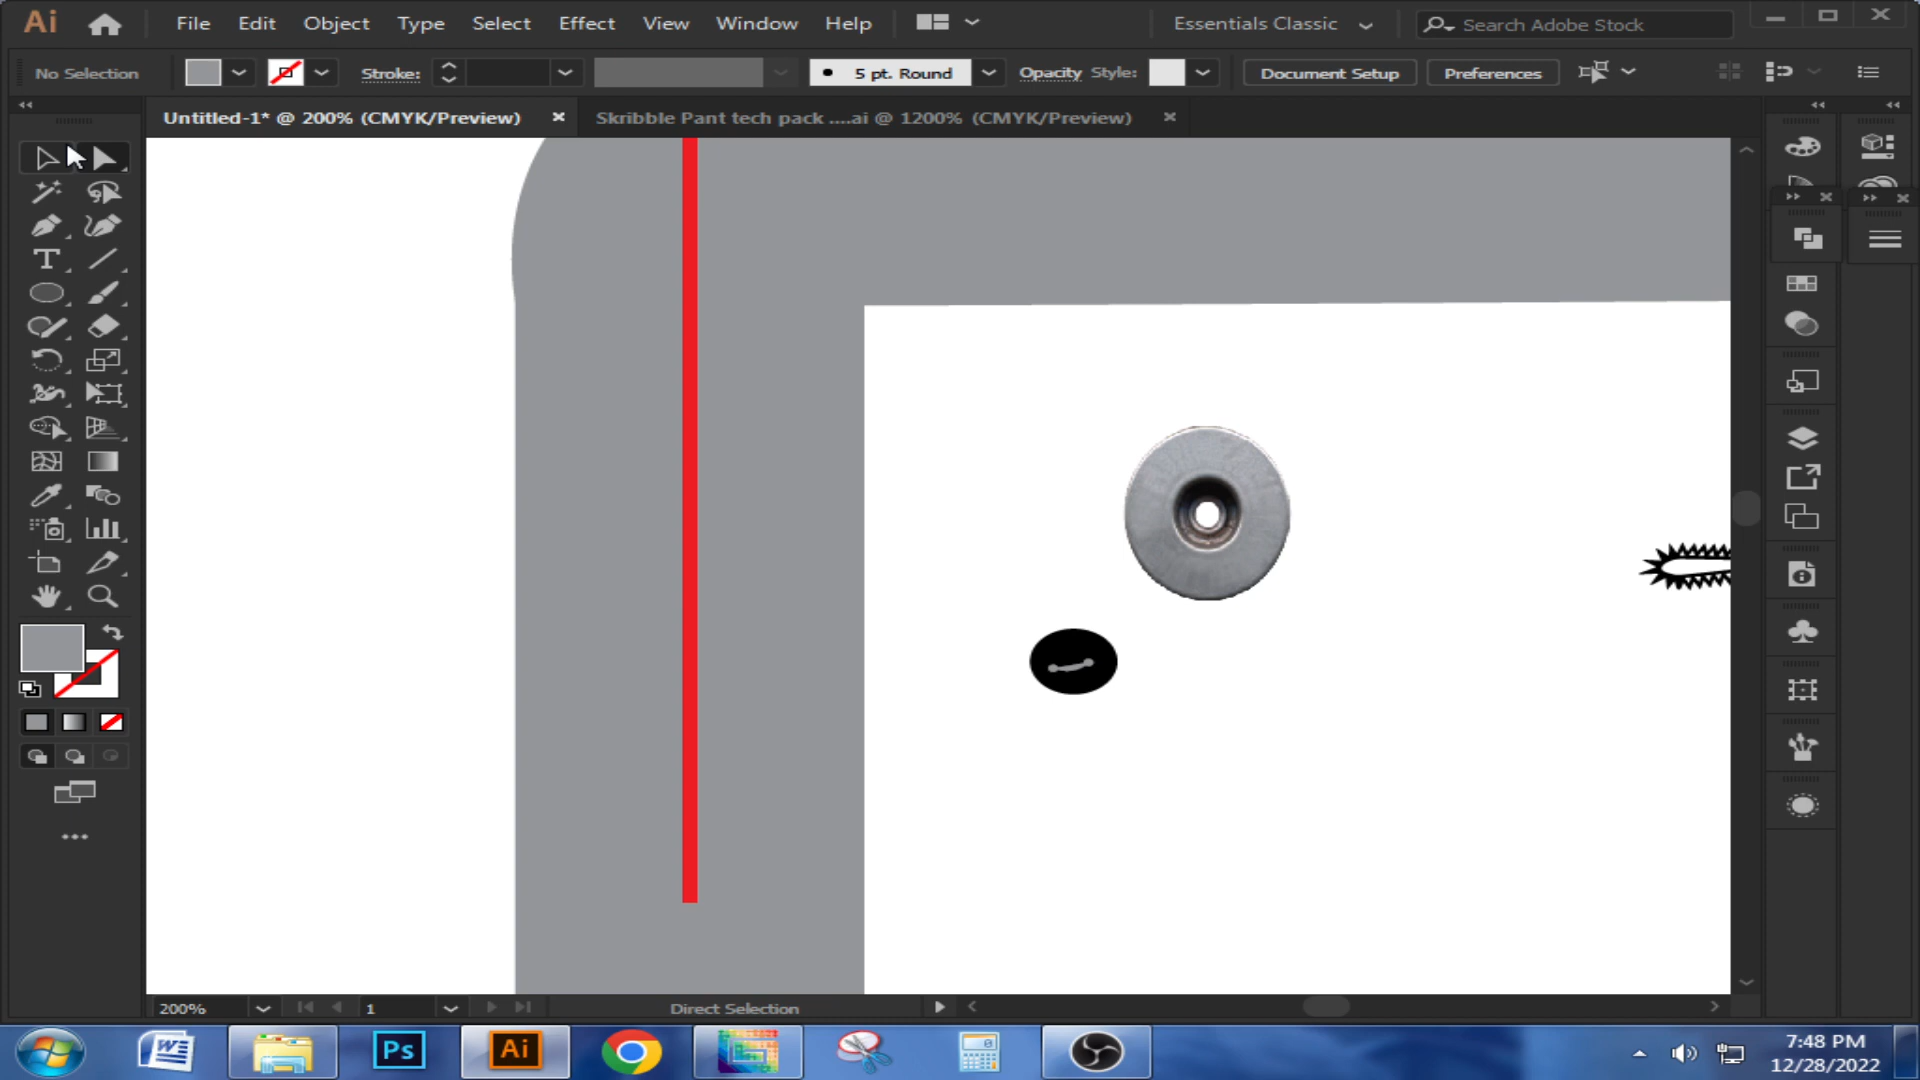 Ai File Edit Object Type Select Effect View Window Help Essentials Classic Search Adobe Stock
No Selection Stroke: 5 pt. Round Opacity Style: Document Setup Preferences
Untitled-1* @ 200% (CMYK/Preview) Skribble Pant tech pack ....ai @ 1200% (CMYK/Preview)
200% 1 Direct Selection
W Ps Ai 7:48 PM
12/28/2022